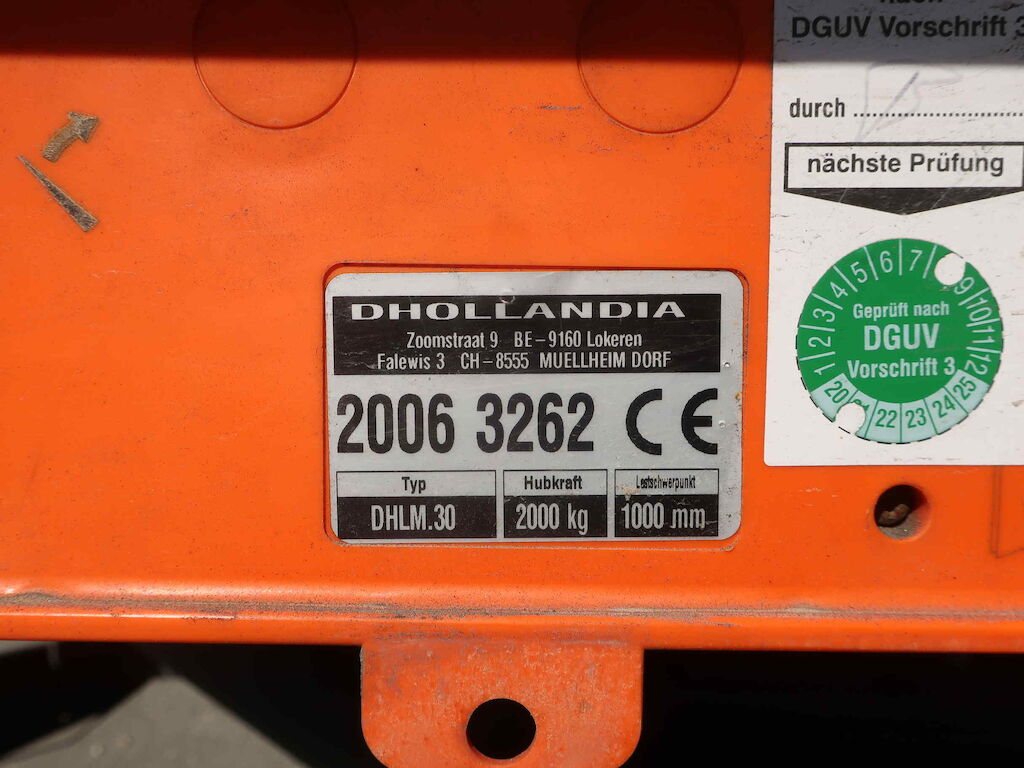 DGUV Vorschrift 3
durch
nächste Prüfung
1 2 3 4 5 6 7 9 10 11 12
Geprüft nach
DGUV
Vorschrift 3
20 22 23 24 25
DHOLLANDIA
Zoomstraat 9 BE-9160 Lokeren
Falewis 3 CH-8555 MUELLHEIM DORF
2006 3262 CE
Typ Hubkraft Lastschwerpunkt
DHLM.30 2000 kg 1000 mm